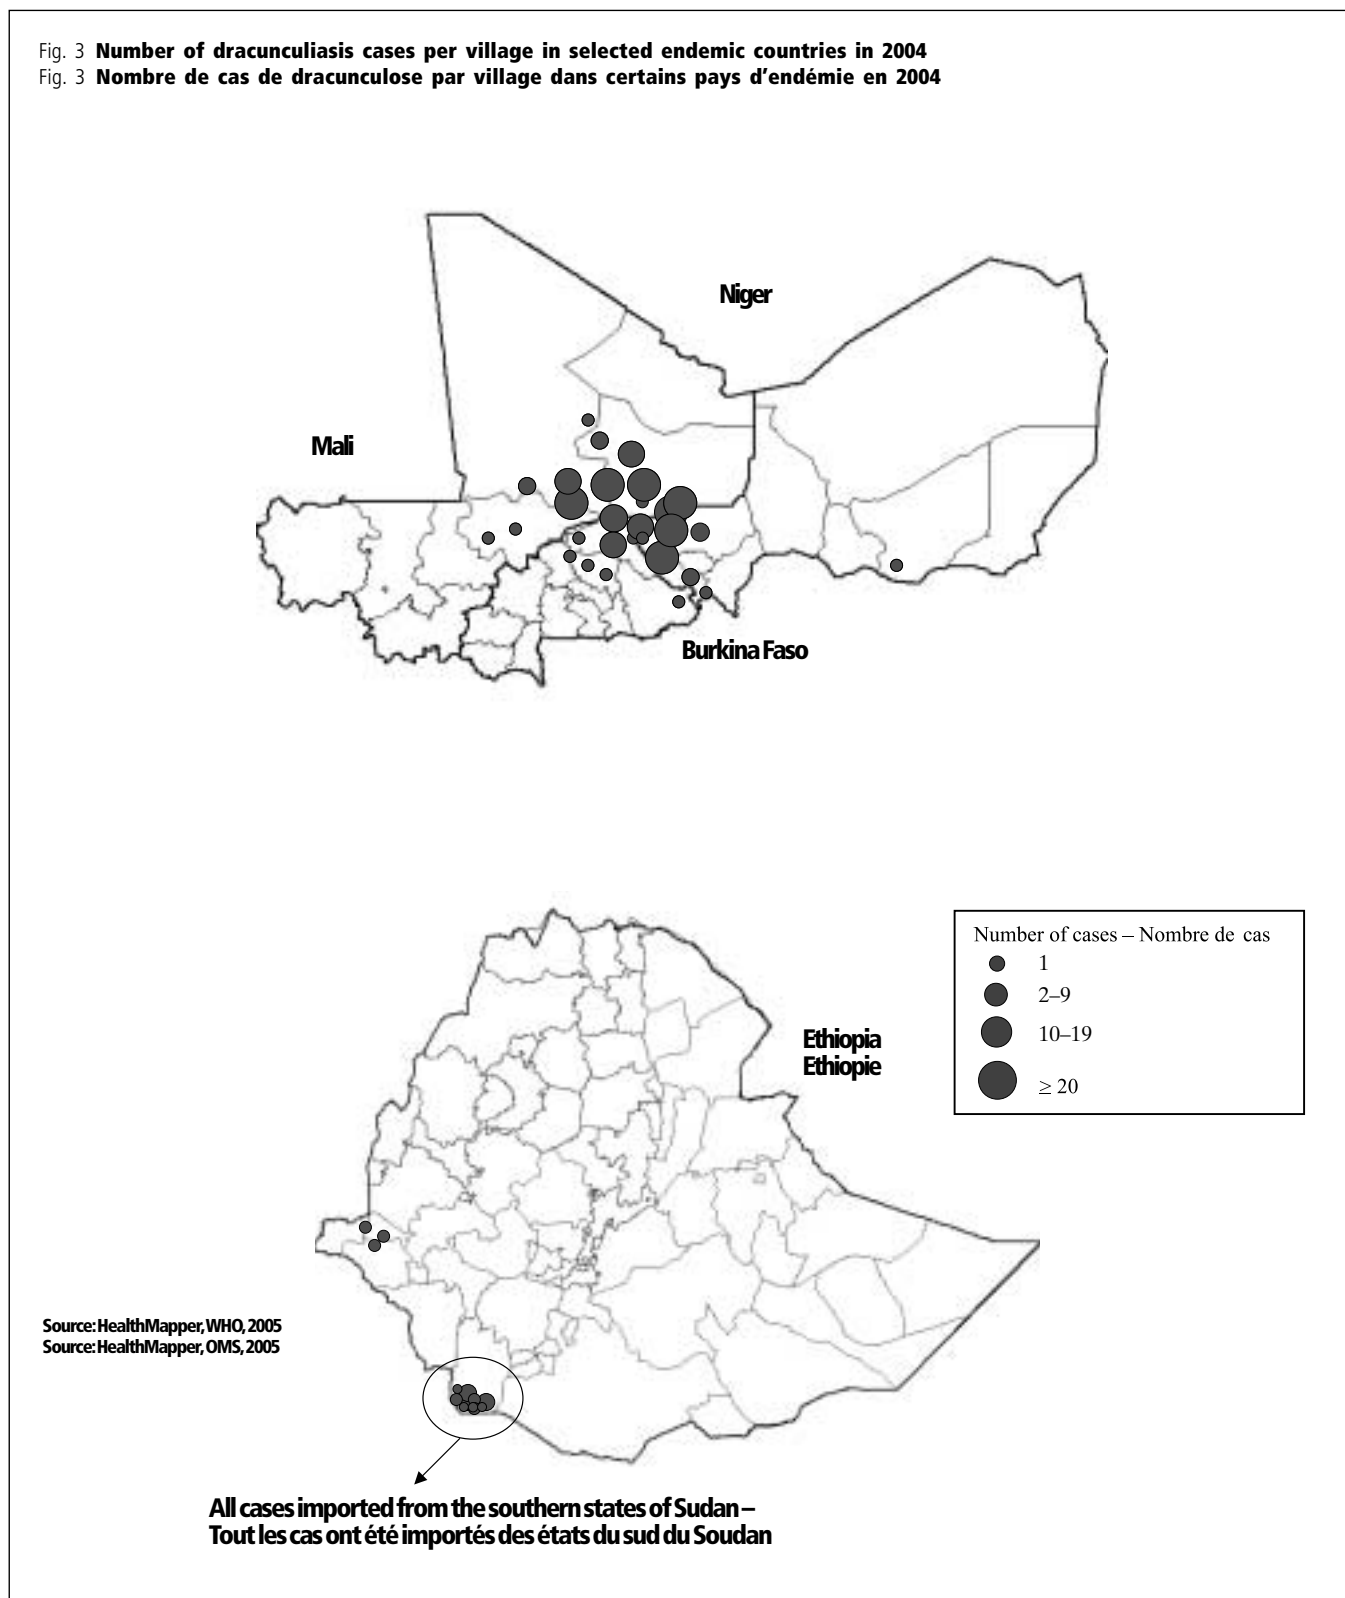 Fig. 3 Number of dracunculiasis cases per village in selected endemic countries in 2004
Fig. 3 Nombre de cas de dracunculose par village dans certains pays d'endémie en 2004
Niger
Mali
Burkina Faso
Number of cases – Nombre de cas
1
2–9
10–19
≥ 20
Ethiopia
Ethiopie
Source: HealthMapper, WHO, 2005
Source: HealthMapper, OMS, 2005
All cases imported from the southern states of Sudan –
Tout les cas ont été importés des états du sud du Soudan